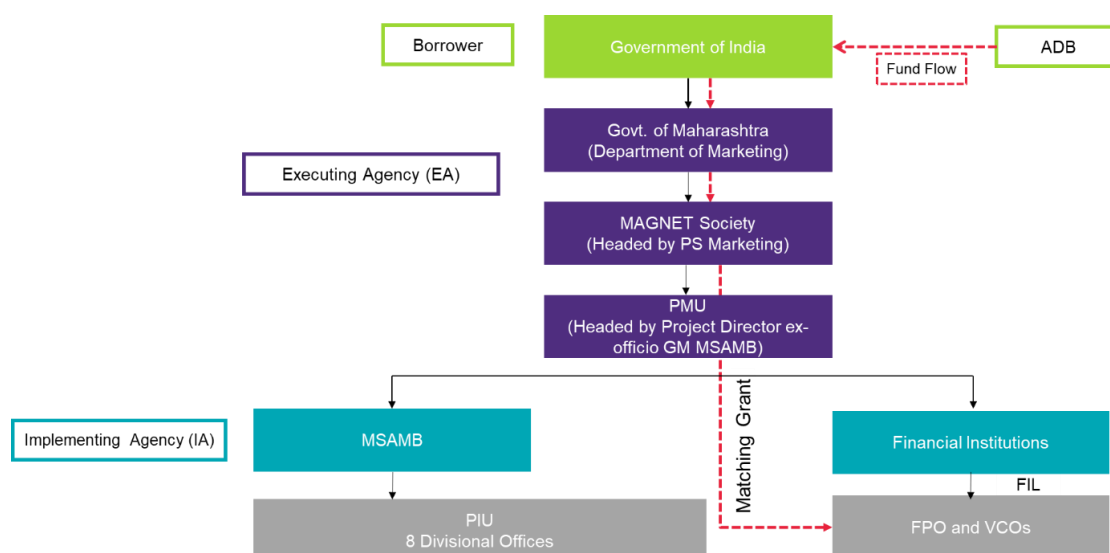 Borrower
Government of India
ADB
Fund Flow
Govt. of Maharashtra
(Department of Marketing)
Executing Agency (EA)
MAGNET Society
(Headed by PS Marketing)
PMU
(Headed by Project Director ex-
officio GM MSAMB)
Matching Grant
Implementing Agency (IA)
MSAMB
Financial Institutions
FIL
PIU
8 Divisional Offices
FPO and VCOs